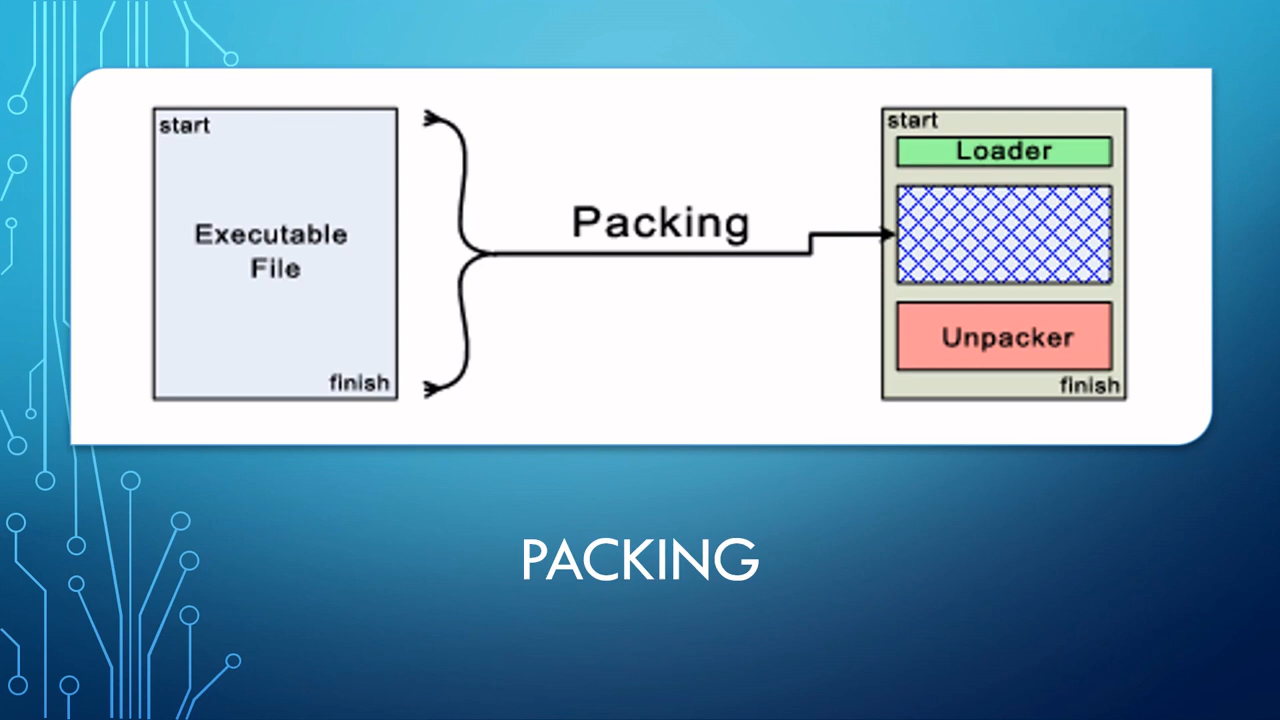 start
Executable
File
finish
Packing
start
Loader
Unpacker
finish
PACKING